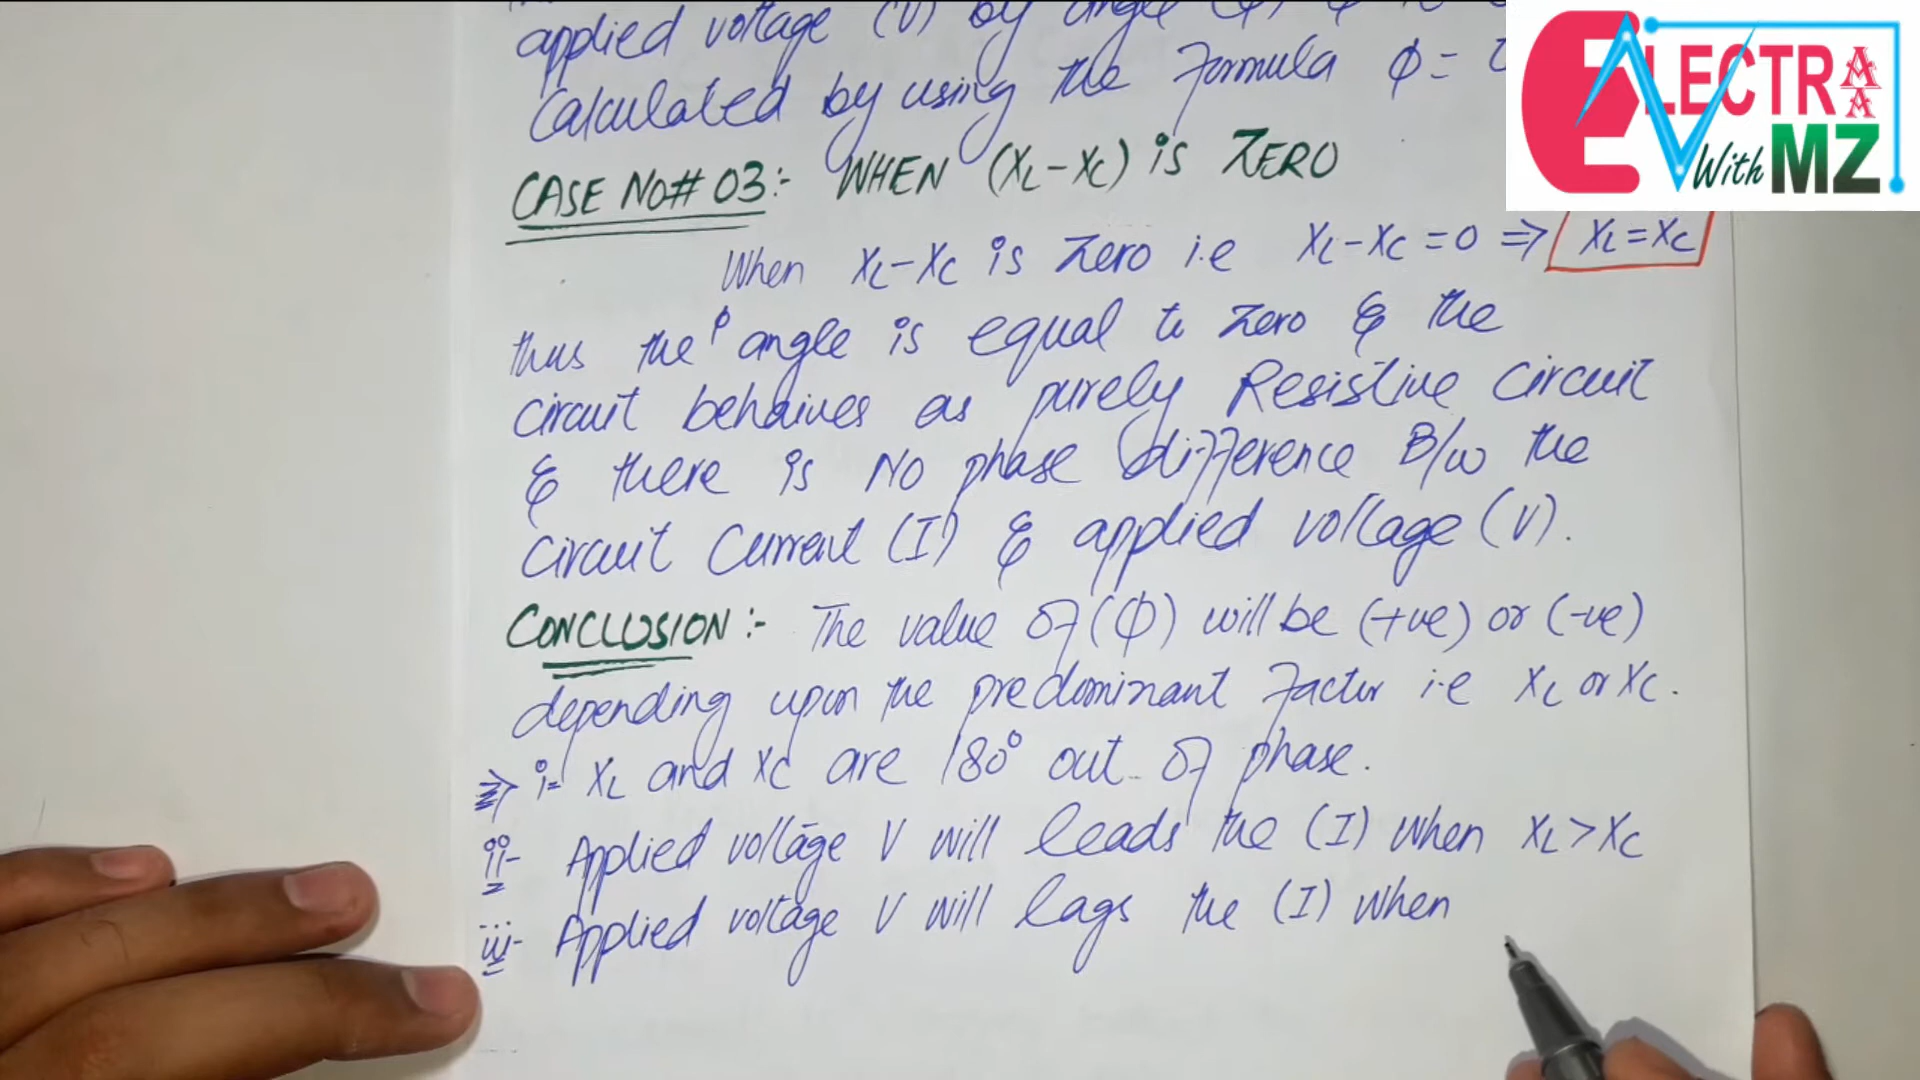 applied voltage (V) by angle (φ) &
Calculated by using the Formula φ =
ELECTRAAA
With MZ
CASE NO# 03:- WHEN (XL-XC) is ZERO
When XL-XC is Zero i.e XL-XC=0 => XL=XC
thus the φ angle is equal to Zero & the
Circuit behaives as purely Resistive Circuit
& there is No phase difference B/w the
Circuit Current (I) & applied voltage (V).
CONCLUSION:- The value of (φ) will be (+ve) or (-ve)
depending upon the predominant Factor i.e XL or XC.
=> i- XL and XC are 180° out of phase.
ii- Applied voltage V will leads the (I) when XL>XC
iii- Applied voltage V will lags the (I) when